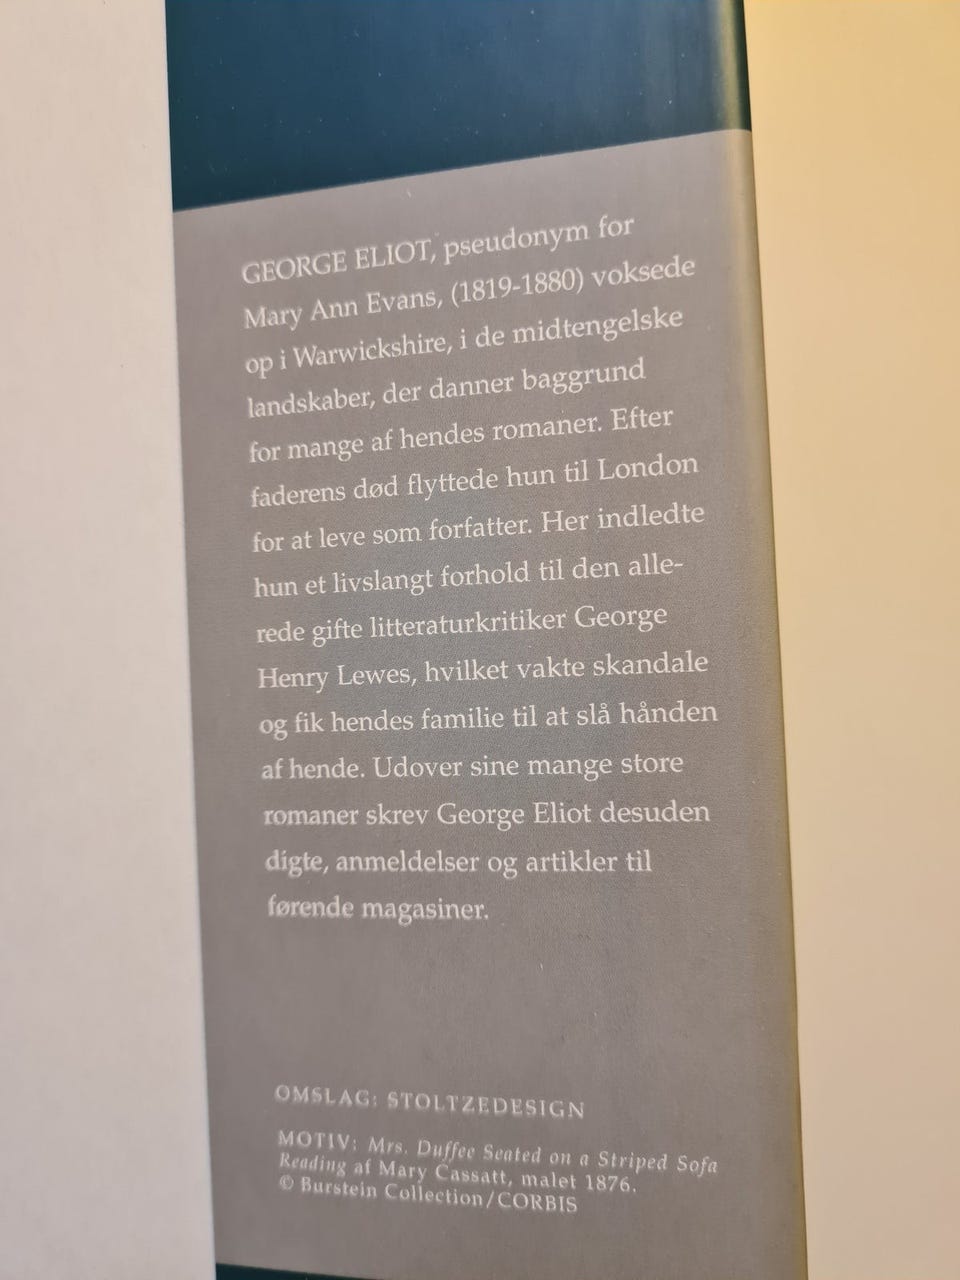 GEORGE ELIOT, pseudonym for
Mary Ann Evans, (1819-1880) voksede
op i Warwickshire, i de midtengelske
landskaber, der danner baggrund
for mange af hendes romaner. Efter
faderens død flyttede hun til London
for at leve som forfatter. Her indledte
hun et livslangt forhold til den alle-
rede gifte litteraturkritiker George
Henry Lewes, hvilket vakte skandale
og fik hendes familie til at slå hånden
af hende. Udover sine mange store
romaner skrev George Eliot desuden
digte, anmeldelser og artikler til
førende magasiner.
OMSLAG: STOLTZEDESIGN
MOTIV: Mrs. Duffee Seated on a Striped Sofa
Reading af Mary Cassatt, malet 1876.
© Burstein Collection/CORBIS